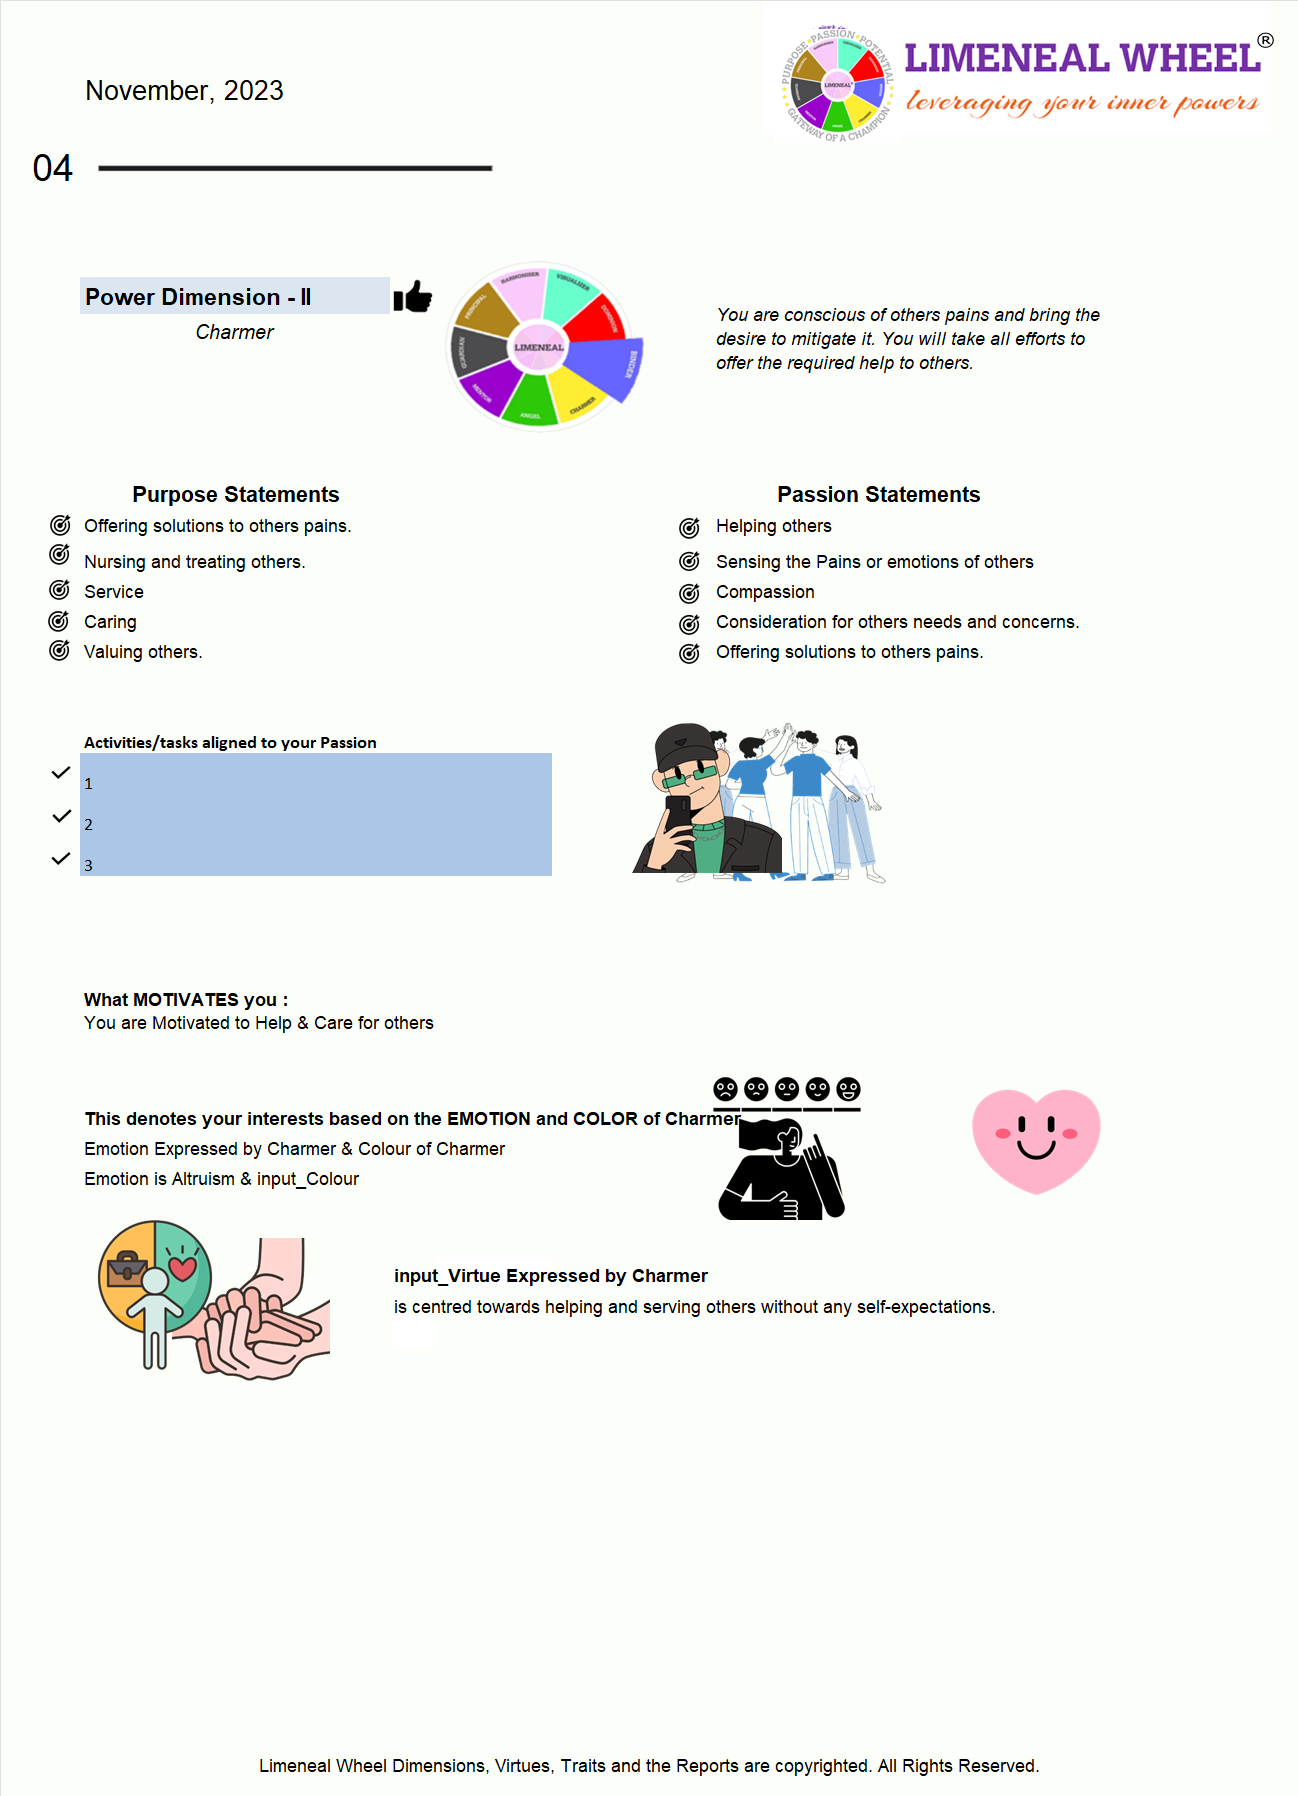 PURPOSE • PASSION • POTENTIAL
GATEWAY OF A CHAMPION
LIMENEAL
LIMENEAL WHEEL®
leveraging your inner powers
November, 2023
04
Power Dimension - II
Charmer
HARMONISER
VISUALIZER
DOMINION
BINDER
CHARMER
ANGEL
MENTOR
GUARDIAN
PRINCIPAL
LIMENEAL
You are conscious of others pains and bring the
desire to mitigate it. You will take all efforts to
offer the required help to others.
Purpose Statements
Offering solutions to others pains.
Nursing and treating others.
Service
Caring
Valuing others.
Passion Statements
Helping others
Sensing the Pains or emotions of others
Compassion
Consideration for others needs and concerns.
Offering solutions to others pains.
Activities/tasks aligned to your Passion
1
2
3
What MOTIVATES you :
You are Motivated to Help & Care for others
This denotes your interests based on the EMOTION and COLOR of Charmer
Emotion Expressed by Charmer & Colour of Charmer
Emotion is Altruism & input_Colour
input_Virtue Expressed by Charmer
is centred towards helping and serving others without any self-expectations.
Limeneal Wheel Dimensions, Virtues, Traits and the Reports are copyrighted. All Rights Reserved.